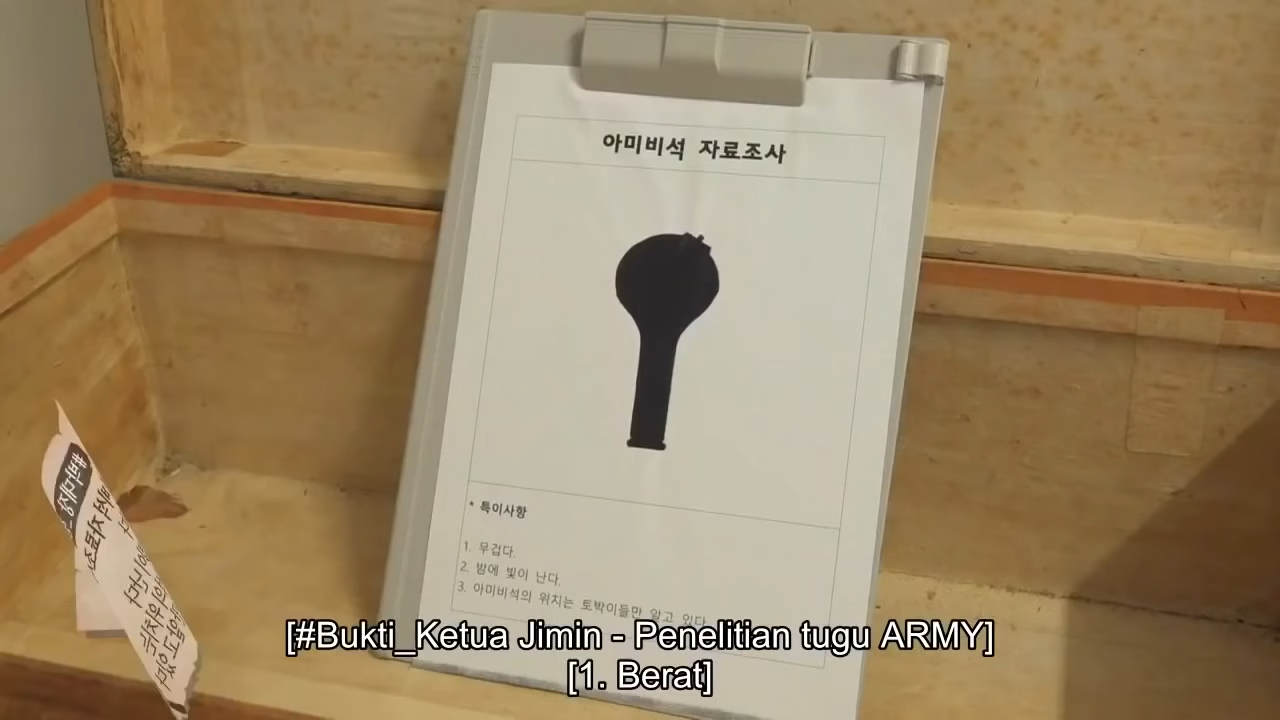 아미비석 자료조사
* 특이사항
1. 무겁다.
2. 밤에 빛이 난다.
3. 아미비석의 위치는 토박이들만 알고 있다.
[#Bukti_Ketua Jimin - Penelitian tugu ARMY]
[1. Berat]